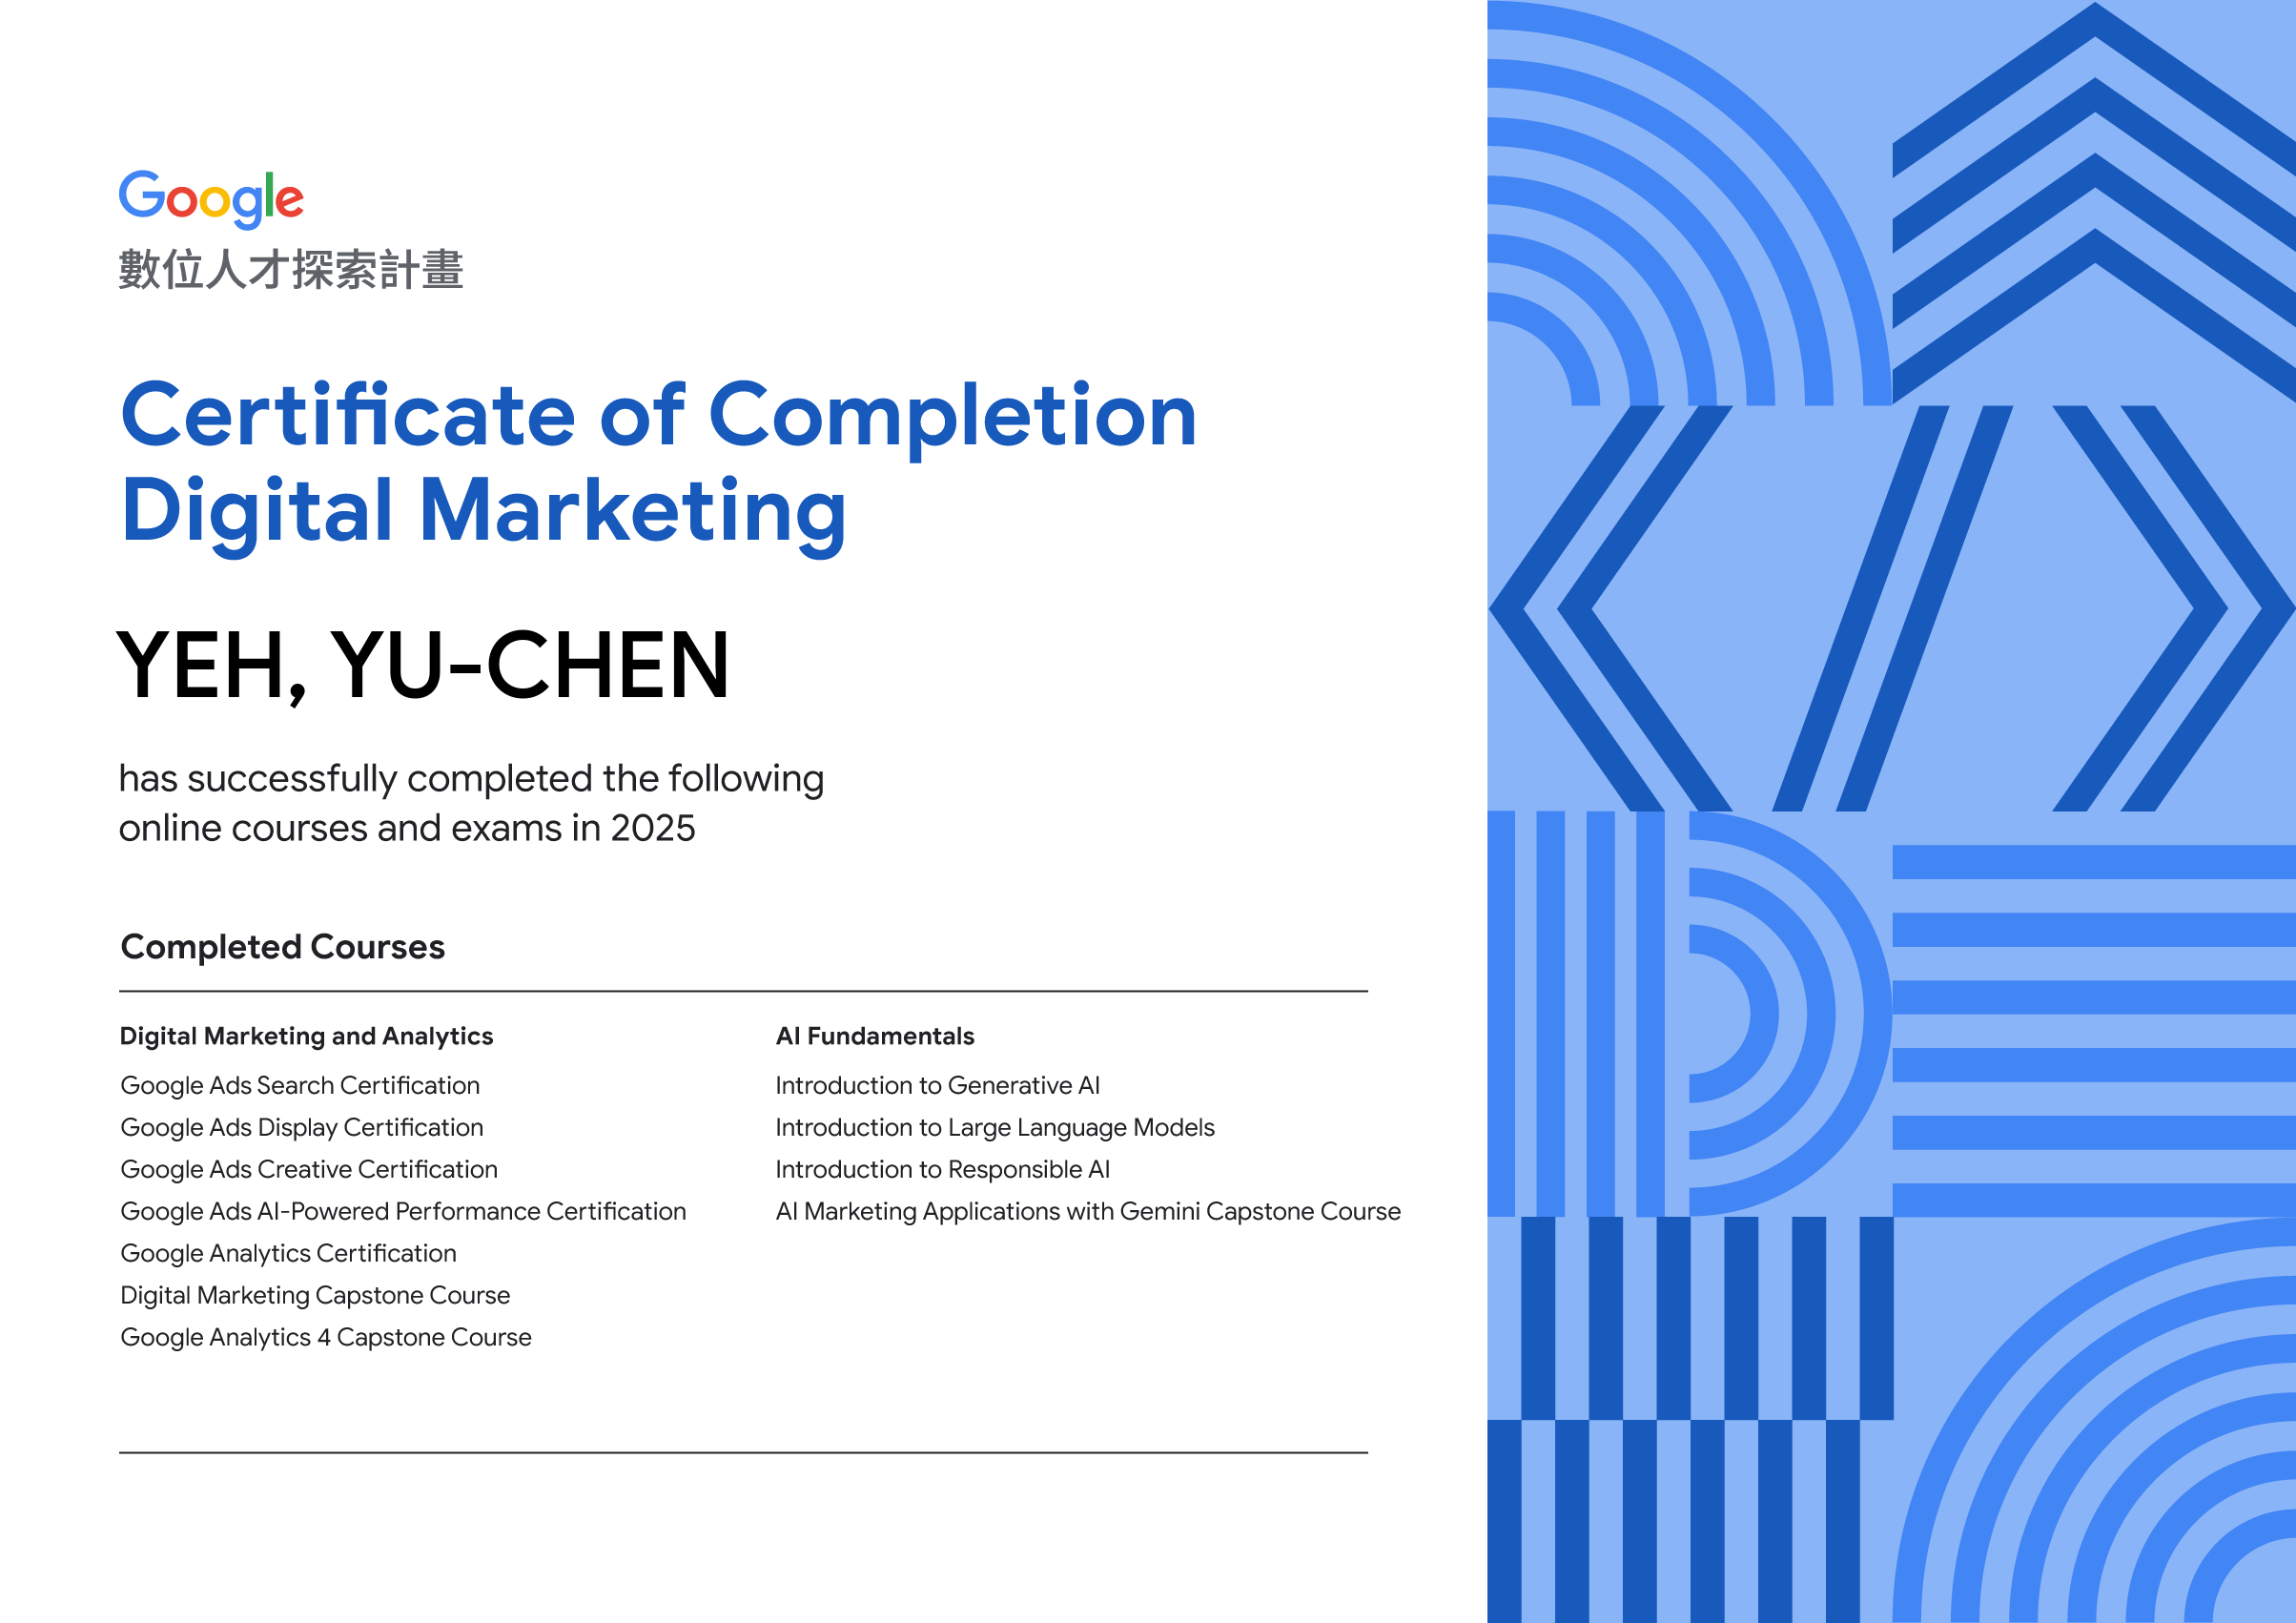 Google
數位人才探索計畫
Certificate of Completion
Digital Marketing
YEH, YU-CHEN
has successfully completed the following
online courses and exams in 2025
Completed Courses
Digital Marketing and Analytics
Google Ads Search Certification
Google Ads Display Certification
Google Ads Creative Certification
Google Ads AI-Powered Performance Certification
Google Analytics Certification
Digital Marketing Capstone Course
Google Analytics 4 Capstone Course
AI Fundamentals
Introduction to Generative AI
Introduction to Large Language Models
Introduction to Responsible AI
AI Marketing Applications with Gemini Capstone Course